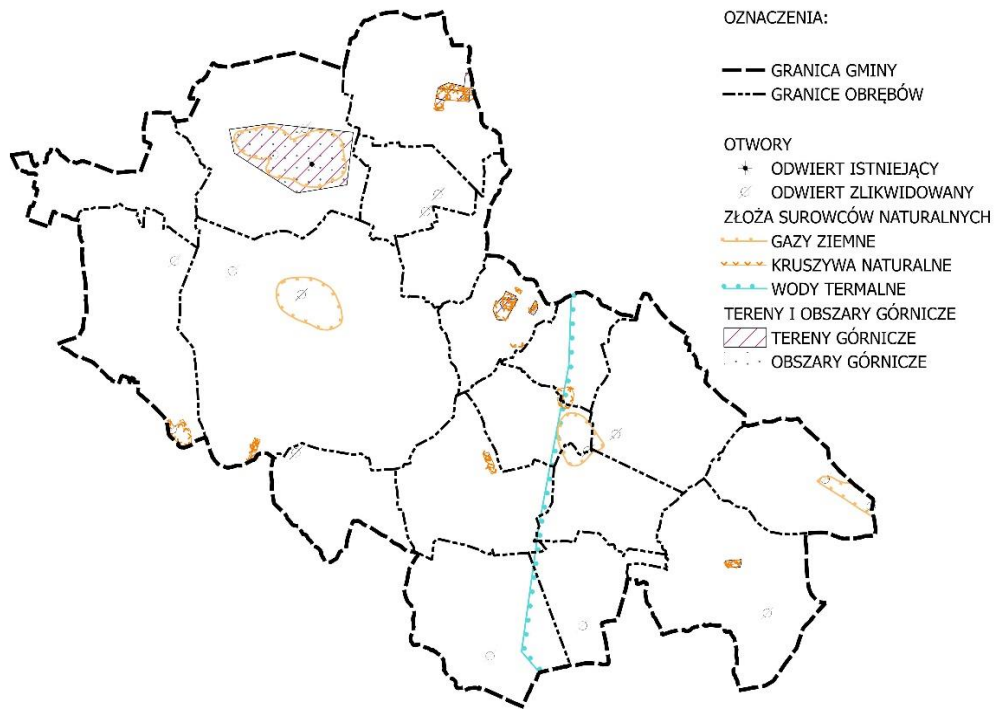 OZNACZENIA:
GRANICA GMINY
GRANICE OBRĘBÓW
OTWORY
ODWIERT ISTNIEJĄCY
ODWIERT ZLIKWIDOWANY
ZŁOŻA SUROWCÓW NATURALNYCH
GAZY ZIEMNE
KRUSZYWA NATURALNE
WODY TERMALNE
TERENY I OBSZARY GÓRNICZE
TERENY GÓRNICZE
OBSZARY GÓRNICZE